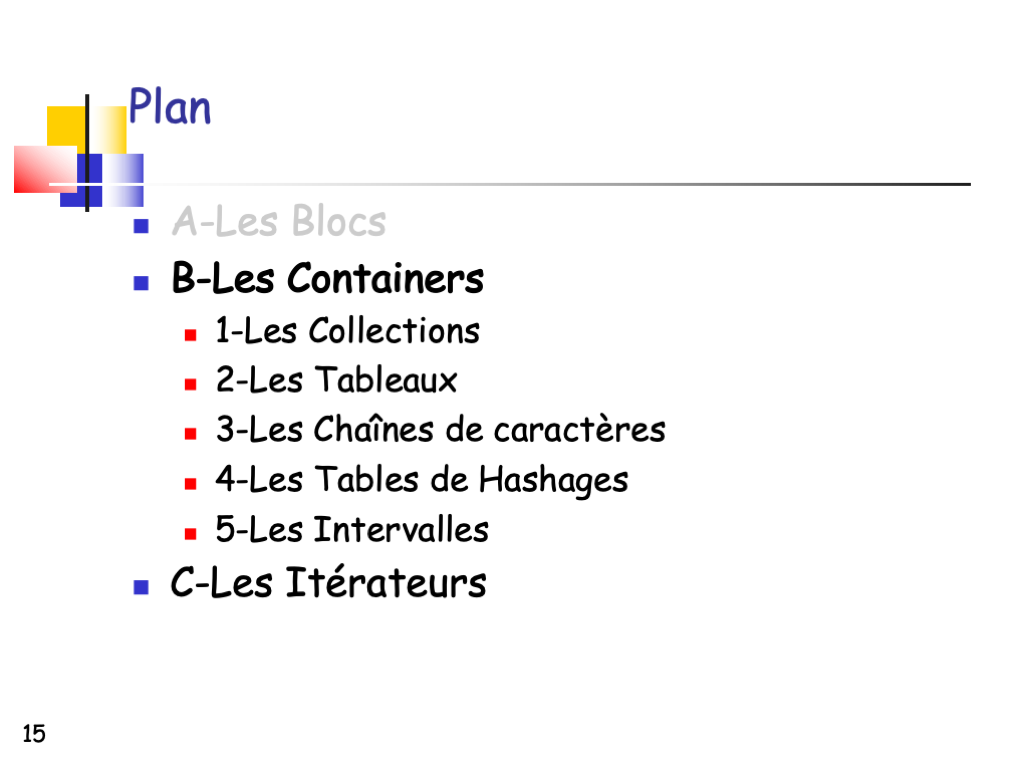 Plan
A-Les Blocs
B-Les Containers
1-Les Collections
2-Les Tableaux
3-Les Chaînes de caractères
4-Les Tables de Hashages
5-Les Intervalles
C-Les Itérateurs
15